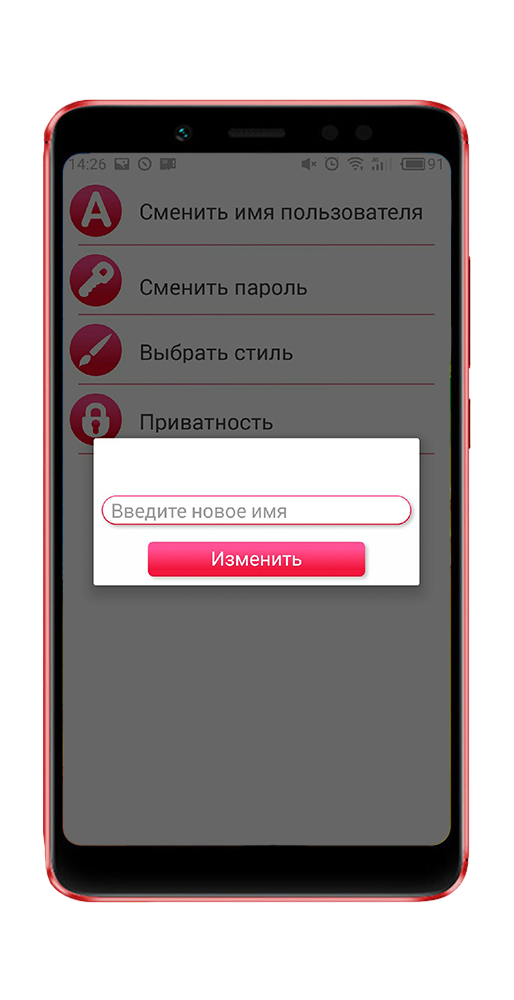 14:26 91
A Сменить имя пользователя
Сменить пароль
Выбрать стиль
Приватность
Введите новое имя
Изменить